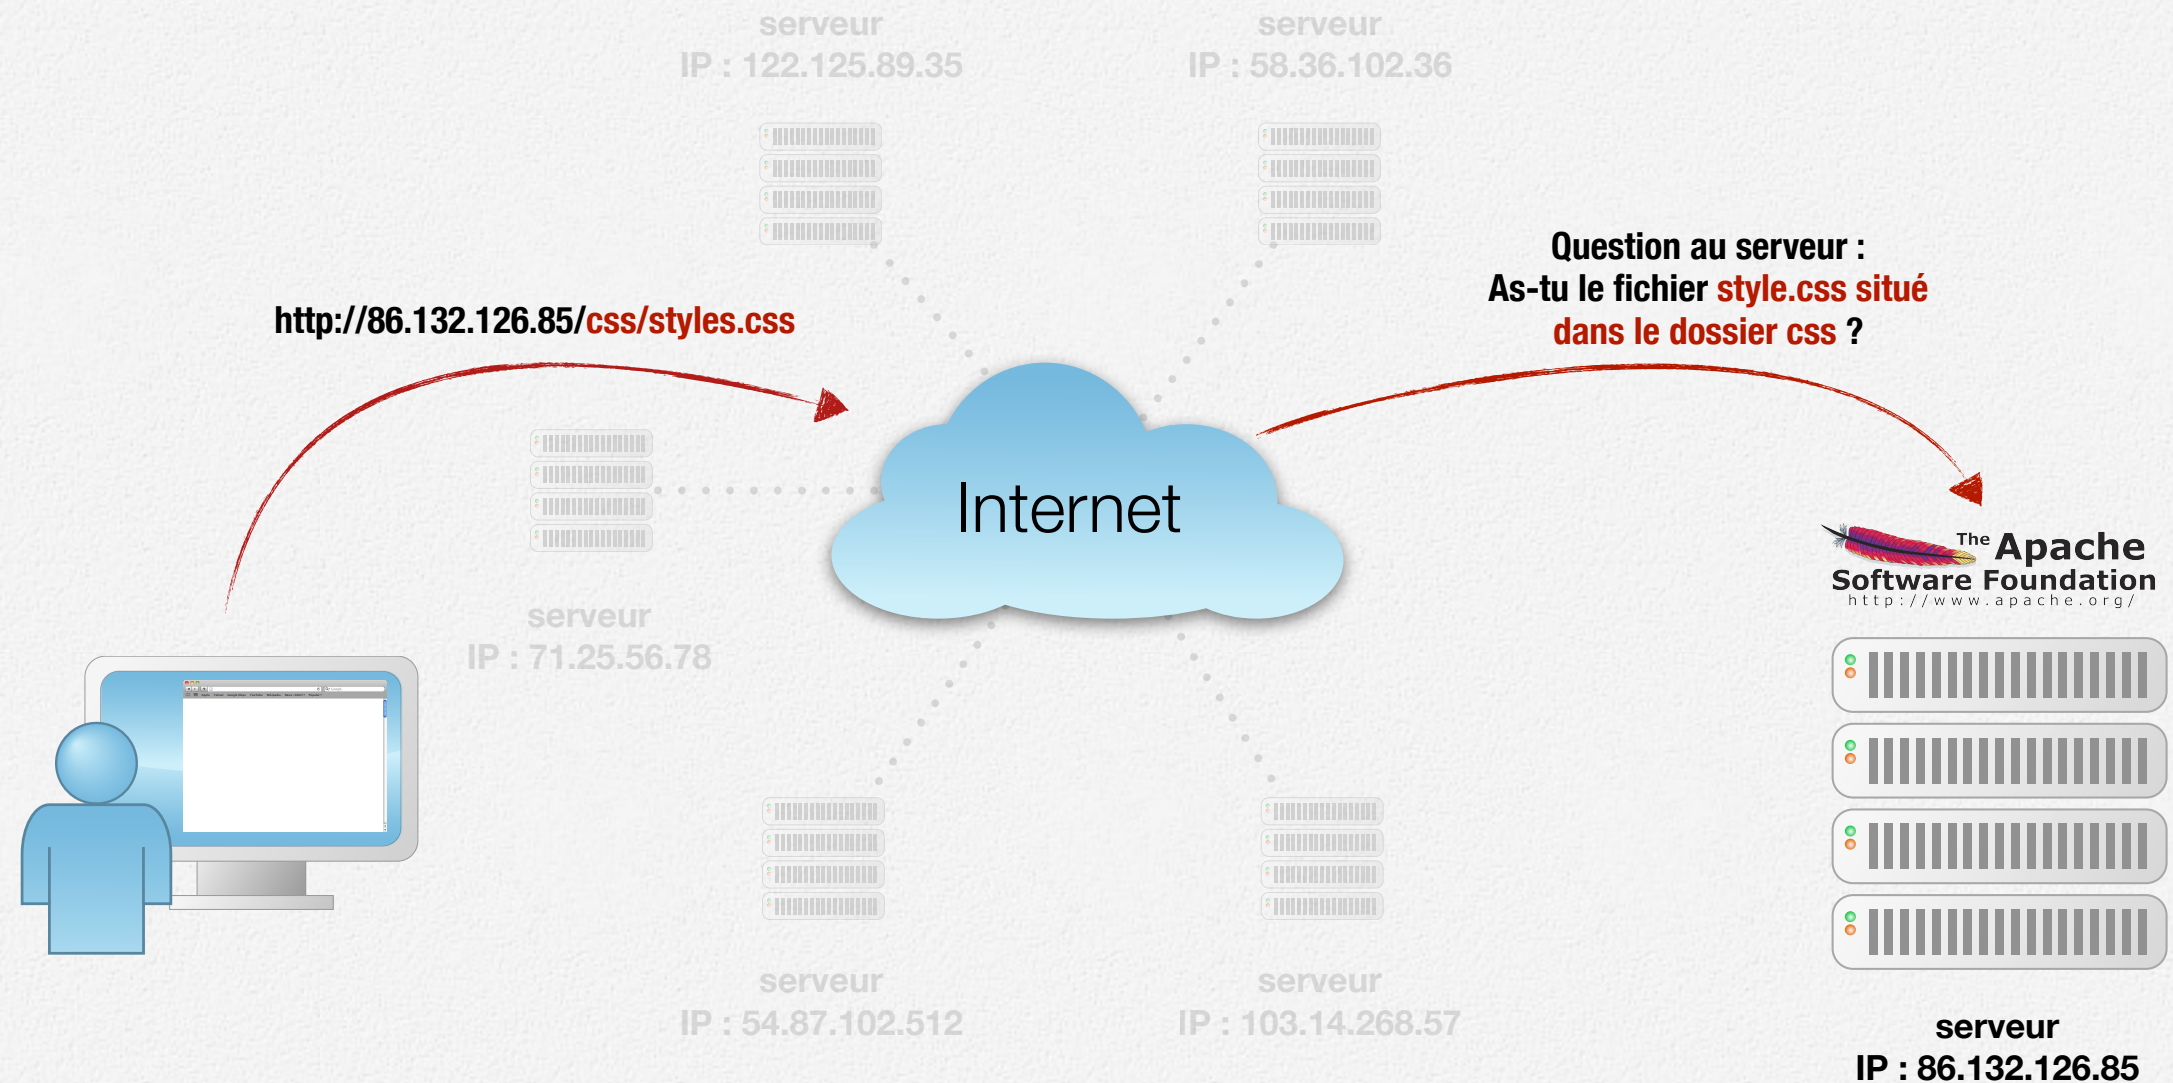 serveur
IP : 122.125.89.35
serveur
IP : 58.36.102.36
Question au serveur :
As-tu le fichier style.css situé
dans le dossier css ?
http://86.132.126.85/css/styles.css
Internet
The Apache
Software Foundation
http://www.apache.org/
serveur
IP : 71.25.56.78
serveur
IP : 54.87.102.512
serveur
IP : 103.14.268.57
serveur
IP : 86.132.126.85